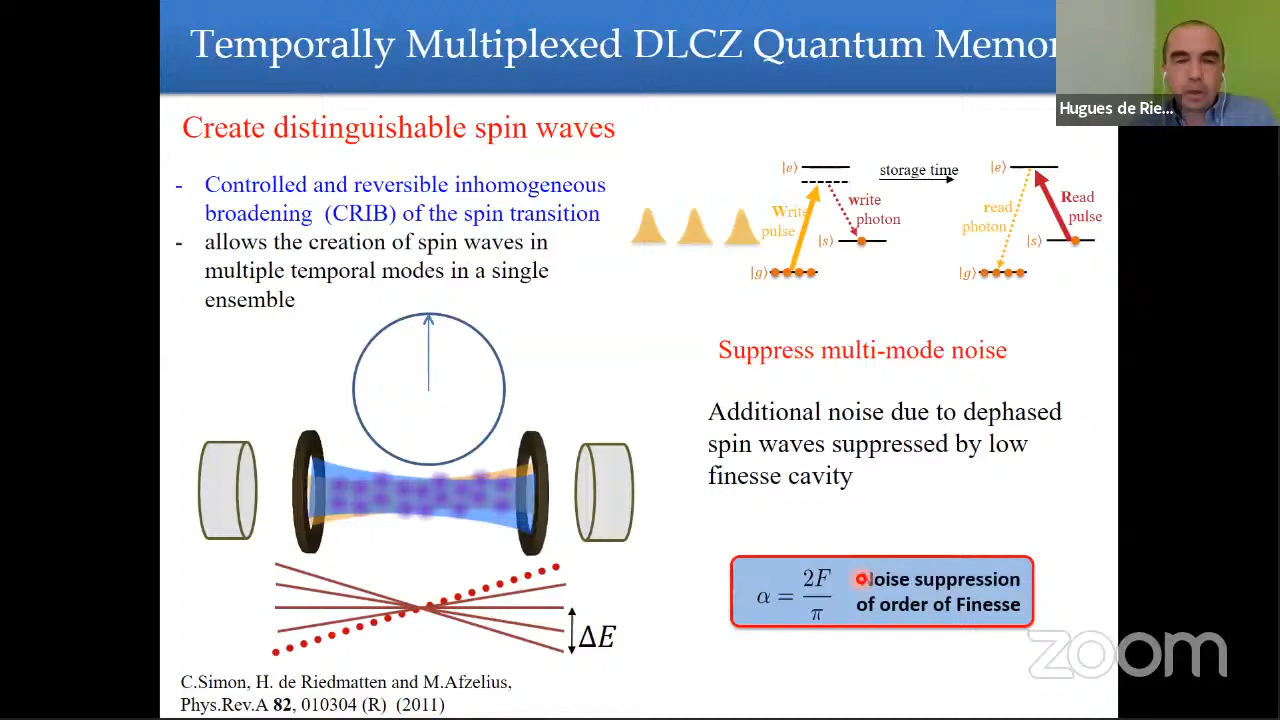 Temporally Multiplexed DLCZ Quantum Memor
Hugues de Rie...
Create distinguishable spin waves
- Controlled and reversible inhomogeneous
broadening (CRIB) of the spin transition
- allows the creation of spin waves in
multiple temporal modes in a single
ensemble
|e⟩
storage time
|e⟩
Write
pulse
write
photon
|s⟩
|g⟩
read
photon
Read
pulse
|s⟩
|g⟩
Suppress multi-mode noise
Additional noise due to dephased
spin waves suppressed by low
finesse cavity
α = 2F/π
Noise suppression
of order of Finesse
ΔE
zoom
C.Simon, H. de Riedmatten and M.Afzelius,
Phys.Rev.A 82, 010304 (R) (2011)